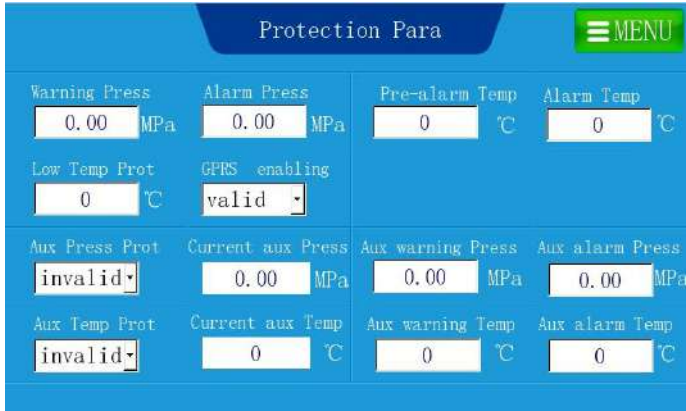 Protection Para
MENU
Warning Press Alarm Press Pre-alarm Temp Alarm Temp
0.00 MPa 0.00 MPa 0 ℃ 0 ℃
Low Temp Prot GPRS enabling
0 ℃ valid
Aux Press Prot Current aux Press Aux warning Press Aux alarm Press
invalid 0.00 MPa 0.00 MPa 0.00 MPa
Aux Temp Prot Current aux Temp Aux warning Temp Aux alarm Temp
invalid 0 ℃ 0 ℃ 0 ℃